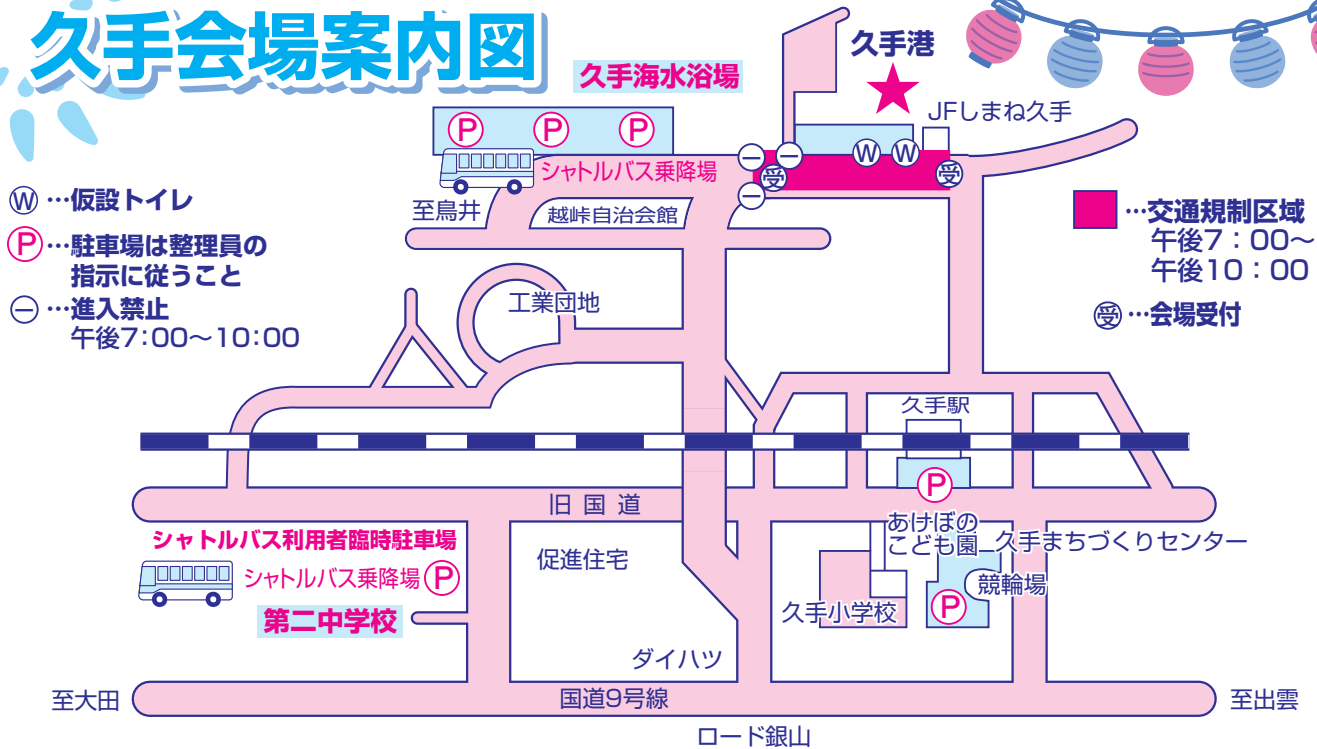 久手会場案内図
久手海水浴場
久手港
JFしまね久手
P
P
P
シャトルバス乗降場
W
W
受
受
至鳥井
越峠自治会館
W…仮設トイレ
P…駐車場は整理員の
指示に従うこと
…進入禁止
午後7:00～10:00
…交通規制区域
午後7：00～
午後10：00
受…会場受付
工業団地
久手駅
P
旧国道
シャトルバス利用者臨時駐車場
シャトルバス乗降場P
第二中学校
促進住宅
あけぼの
こども園
久手まちづくりセンター
競輪場
P
久手小学校
ダイハツ
至大田
国道9号線
至出雲
ロード銀山